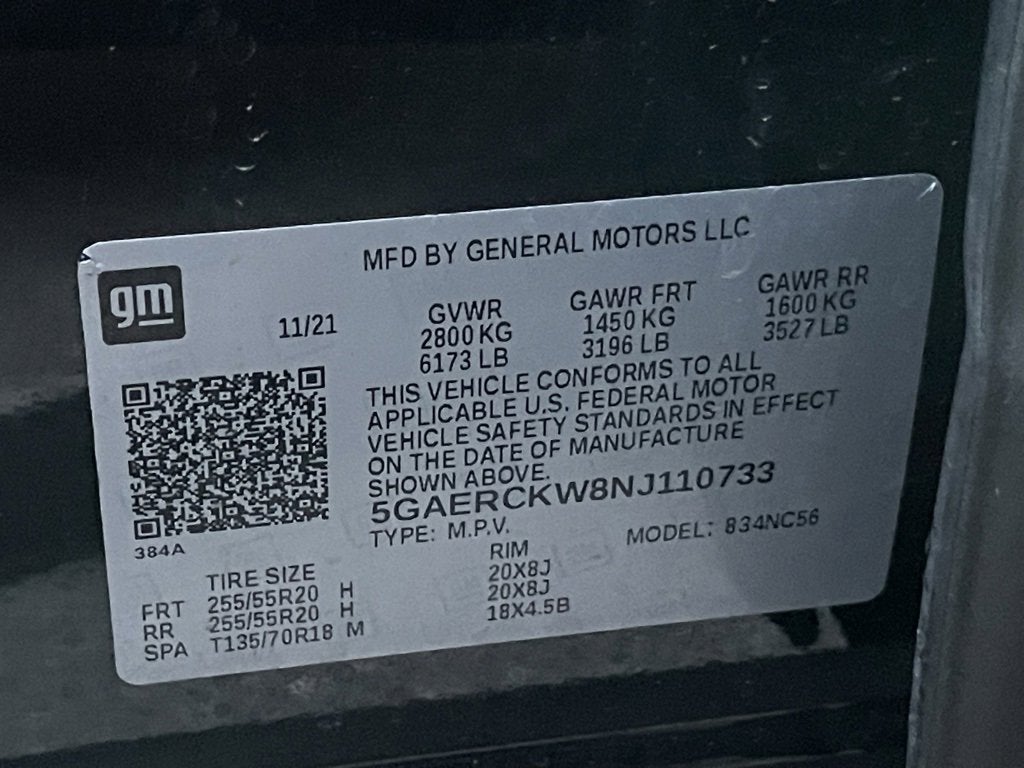 MFD BY GENERAL MOTORS LLC
gm
11/21
GVWR GAWR FRT GAWR RR
2800 KG 1450 KG 1600 KG
6173 LB 3196 LB 3527 LB
THIS VEHICLE CONFORMS TO ALL
APPLICABLE U.S. FEDERAL MOTOR
VEHICLE SAFETY STANDARDS IN EFFECT
ON THE DATE OF MANUFACTURE
SHOWN ABOVE.
5GAERCKW8NJ110733
TYPE: M.P.V. MODEL: 834NC56
384A
TIRE SIZE RIM
FRT 255/55R20 H 20X8J
RR 255/55R20 H 20X8J
SPA T135/70R18 M 18X4.5B